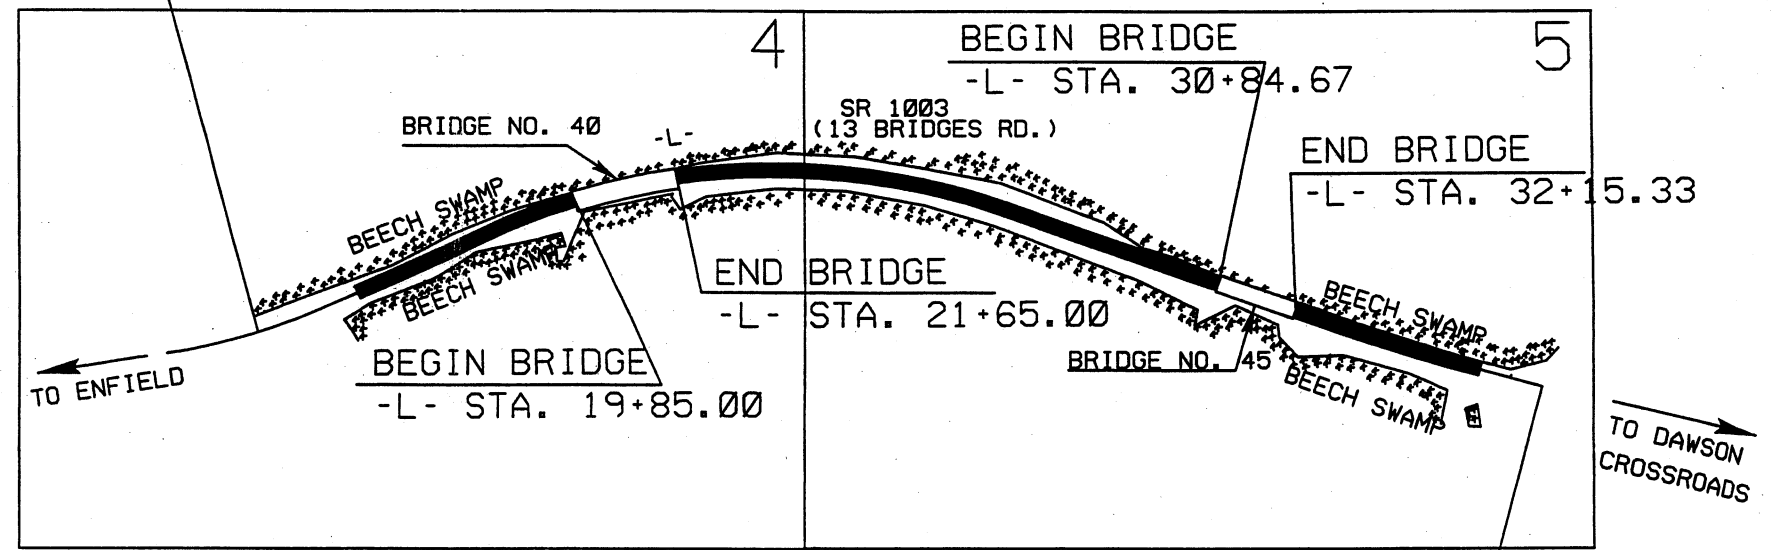 4
5
BEGIN BRIDGE
-L- STA. 30+84.67
SR 1003
(13 BRIDGES RD.)
BRIDGE NO. 40
-L-
END BRIDGE
-L- STA. 32+15.33
BEECH SWAMP
BEECH SWAMP
END BRIDGE
-L- STA. 21+65.00
BEECH SWAMP
BRIDGE NO. 45
BEGIN BRIDGE
-L- STA. 19+85.00
TO ENFIELD
BEECH SWAMP
TO DAWSON
CROSSROADS